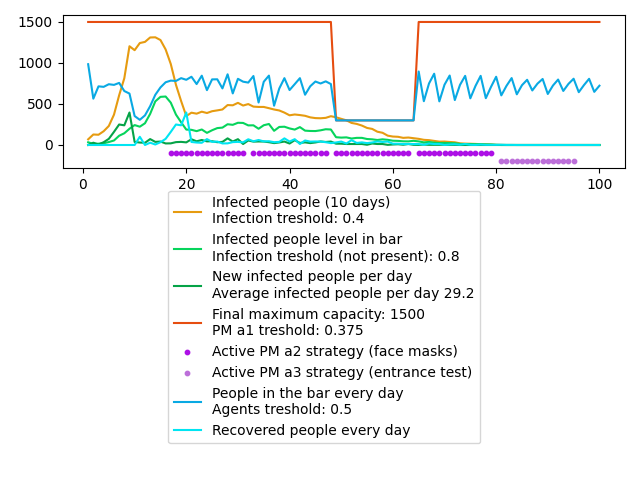 1500
1000
500
0
0
20
40
60
80
100
Infected people (10 days)
Infection treshold: 0.4
Infected people level in bar
Infection treshold (not present): 0.8
New infected people per day
Average infected people per day 29.2
Final maximum capacity: 1500
PM a1 treshold: 0.375
Active PM a2 strategy (face masks)
Active PM a3 strategy (entrance test)
People in the bar every day
Agents treshold: 0.5
Recovered people every day